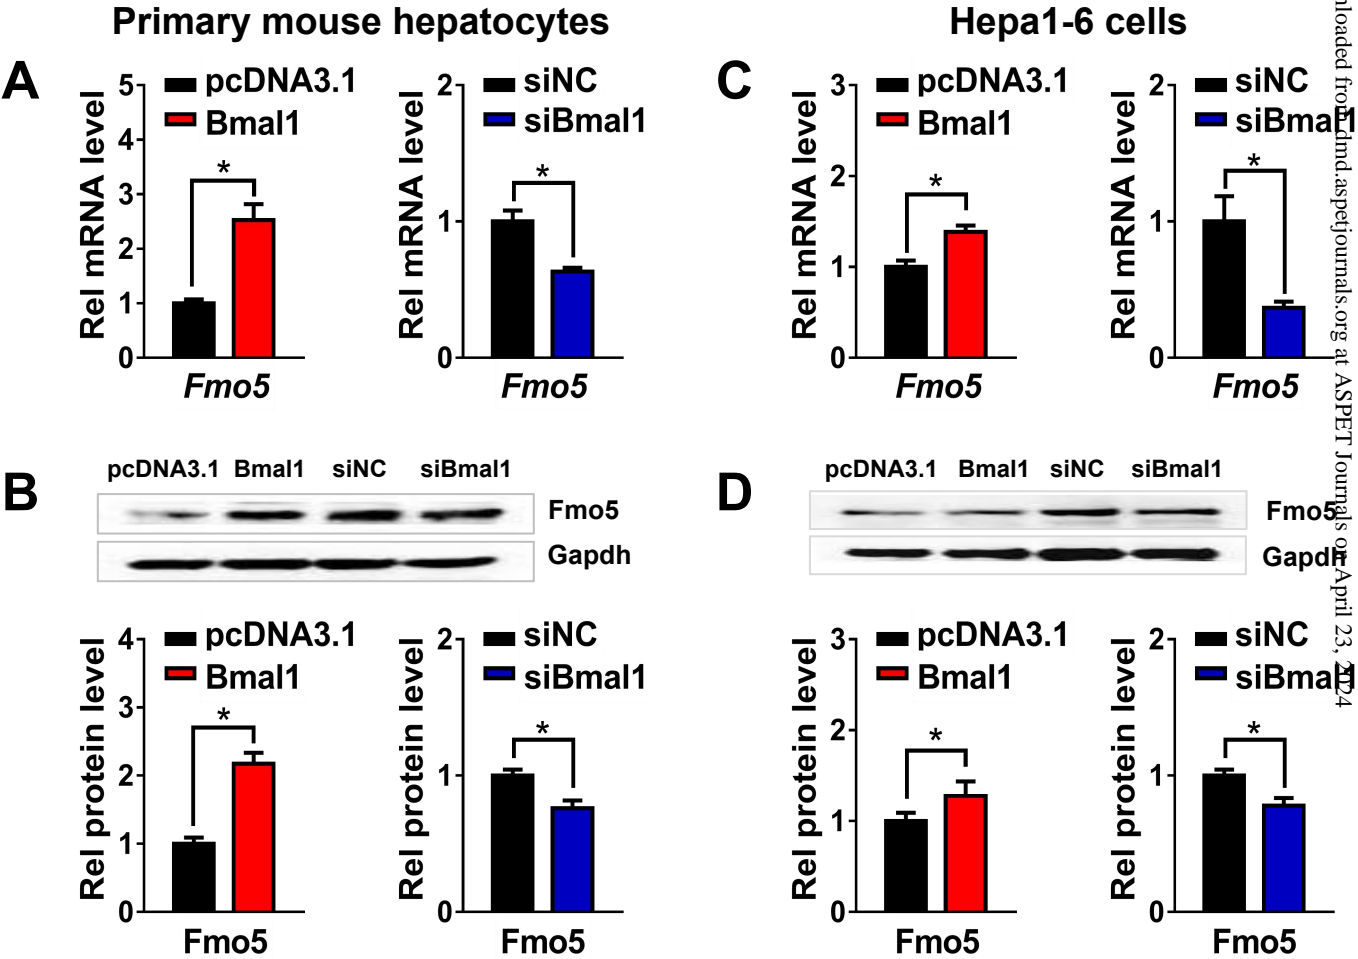 Primary mouse hepatocytes
Hepa1-6 cells
A
Rel mRNA level
5
4
3
2
1
0
pcDNA3.1
Bmal1
*
Fmo5
Rel mRNA level
2
1
0
siNC
siBmal1
*
Fmo5
C
Rel mRNA level
3
2
1
0
pcDNA3.1
Bmal1
*
Fmo5
Rel mRNA level
2
1
0
siNC
siBmal1
*
Fmo5
B
pcDNA3.1 Bmal1 siNC siBmal1
Fmo5
Gapdh
Rel protein level
4
3
2
1
0
pcDNA3.1
Bmal1
*
Fmo5
Rel protein level
2
1
0
siNC
siBmal1
*
Fmo5
D
pcDNA3.1 Bmal1 siNC siBmal1
Fmo5
Gapdh
Rel protein level
3
2
1
0
pcDNA3.1
Bmal1
*
Fmo5
Rel protein level
2
1
0
siNC
siBmal1
*
Fmo5
nloaded from dmd.aspetjournals.org at ASPET Journals on April 23, 2024